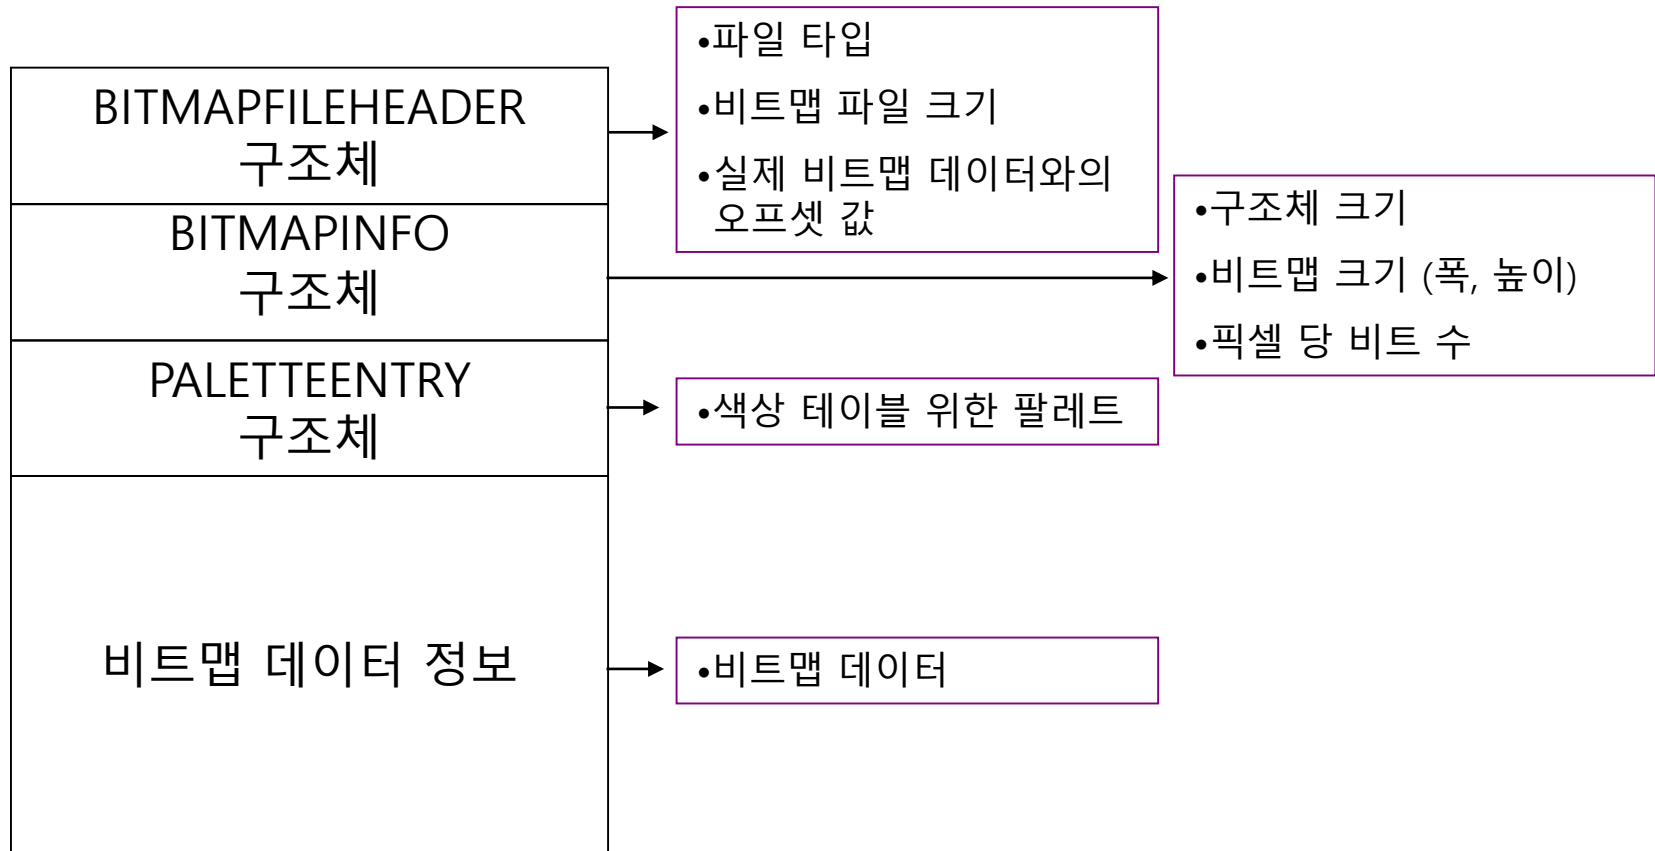 BITMAPFILEHEADER
구조체
•파일 타입
•비트맵 파일 크기
•실제 비트맵 데이터와의
오프셋 값
BITMAPINFO
구조체
•구조체 크기
•비트맵 크기 (폭, 높이)
•픽셀 당 비트 수
PALETTEENTRY
구조체
•색상 테이블 위한 팔레트
비트맵 데이터 정보
•비트맵 데이터